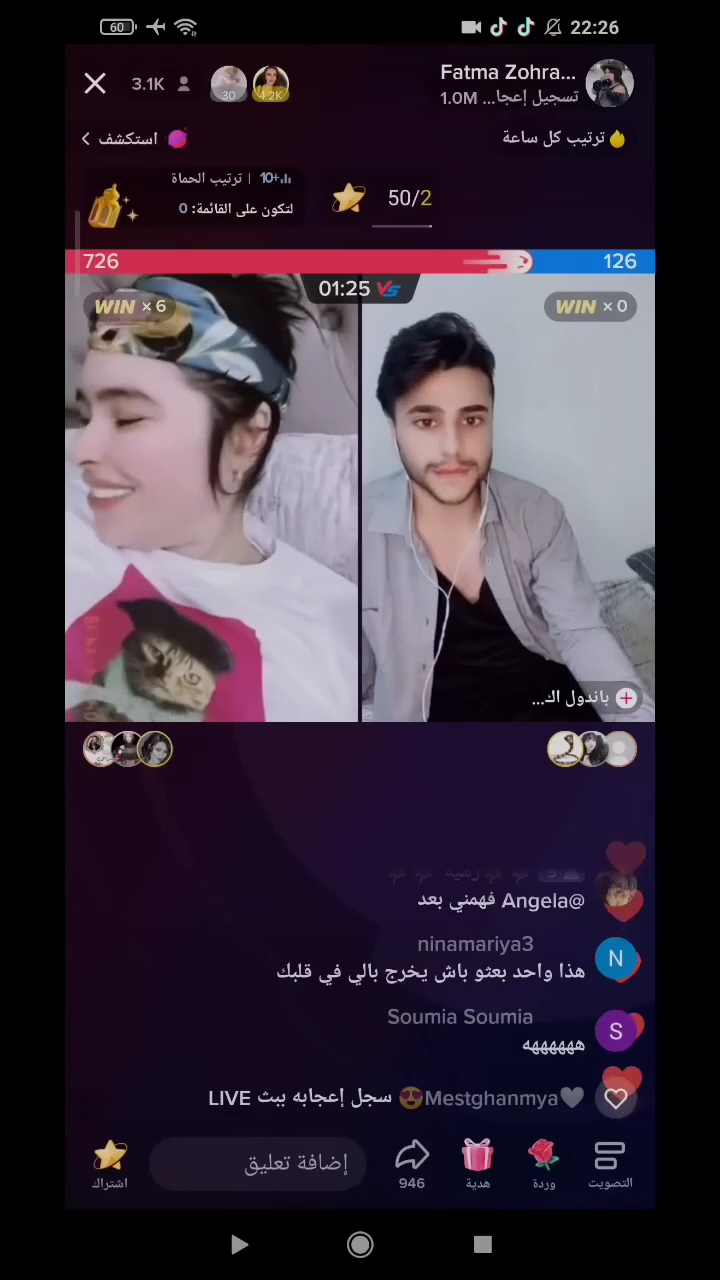 60
22:26
3.1K
30
4.2K
Fatma Zohra...
1.0M تسجيل إعجا...
استكشف
ترتيب كل ساعة
10+ | ترتيب الحماة
لتكون على القائمة: 0
50/2
726
126
01:25 VS
WIN × 6
WIN × 0
باندول الـ...
@Angela فهمني بعد
ninamariya3
N
هذا واحد بعثو باش يخرج بالي في قلبك
Soumia Soumia
S
ههههههه
🖤Mestghanmya😍 سجل إعجابه ببث LIVE
اشتراك
إضافة تعليق
946
هدية
وردة
التصويت